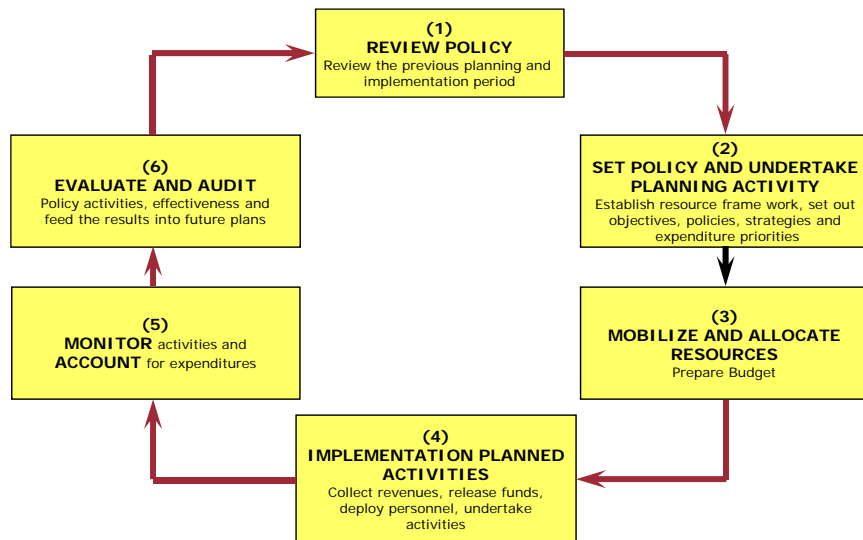 (1)
REVIEW POLICY
Review the previous planning and
implementation period
(2)
SET POLICY AND UNDERTAKE
PLANNING ACTIVITY
Establish resource frame work, set out
objectives, policies, strategies and
expenditure priorities
(3)
MOBILIZE AND ALLOCATE
RESOURCES
Prepare Budget
(4)
IMPLEMENTATION PLANNED
ACTIVITIES
Collect revenues, release funds,
deploy personnel, undertake
activities
(5)
MONITOR activities and
ACCOUNT for expenditures
(6)
EVALUATE AND AUDIT
Policy activities, effectiveness and
feed the results into future plans